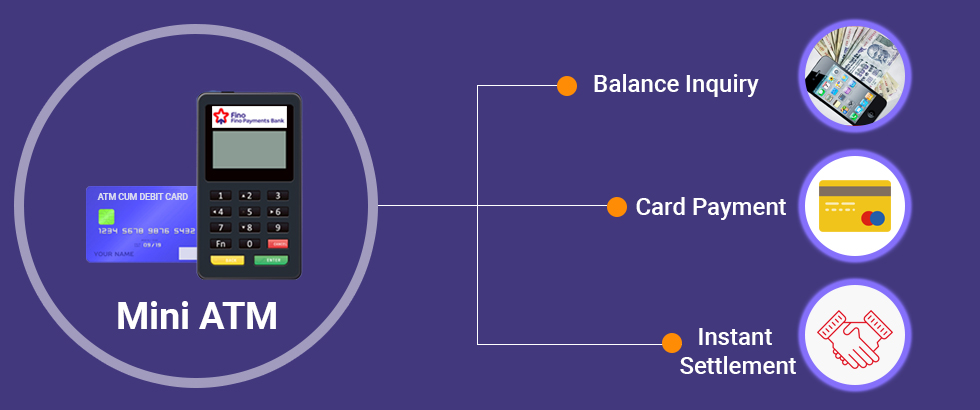 Fino
Fino Payments Bank
ATM CUM DEBIT CARD
1234 5678 9876 5432
09/19
YOUR NAME
1 2 3
4 5 6
7 8 9
Fn 0
ENTER
Mini ATM
Balance Inquiry
Card Payment
Instant
Settlement